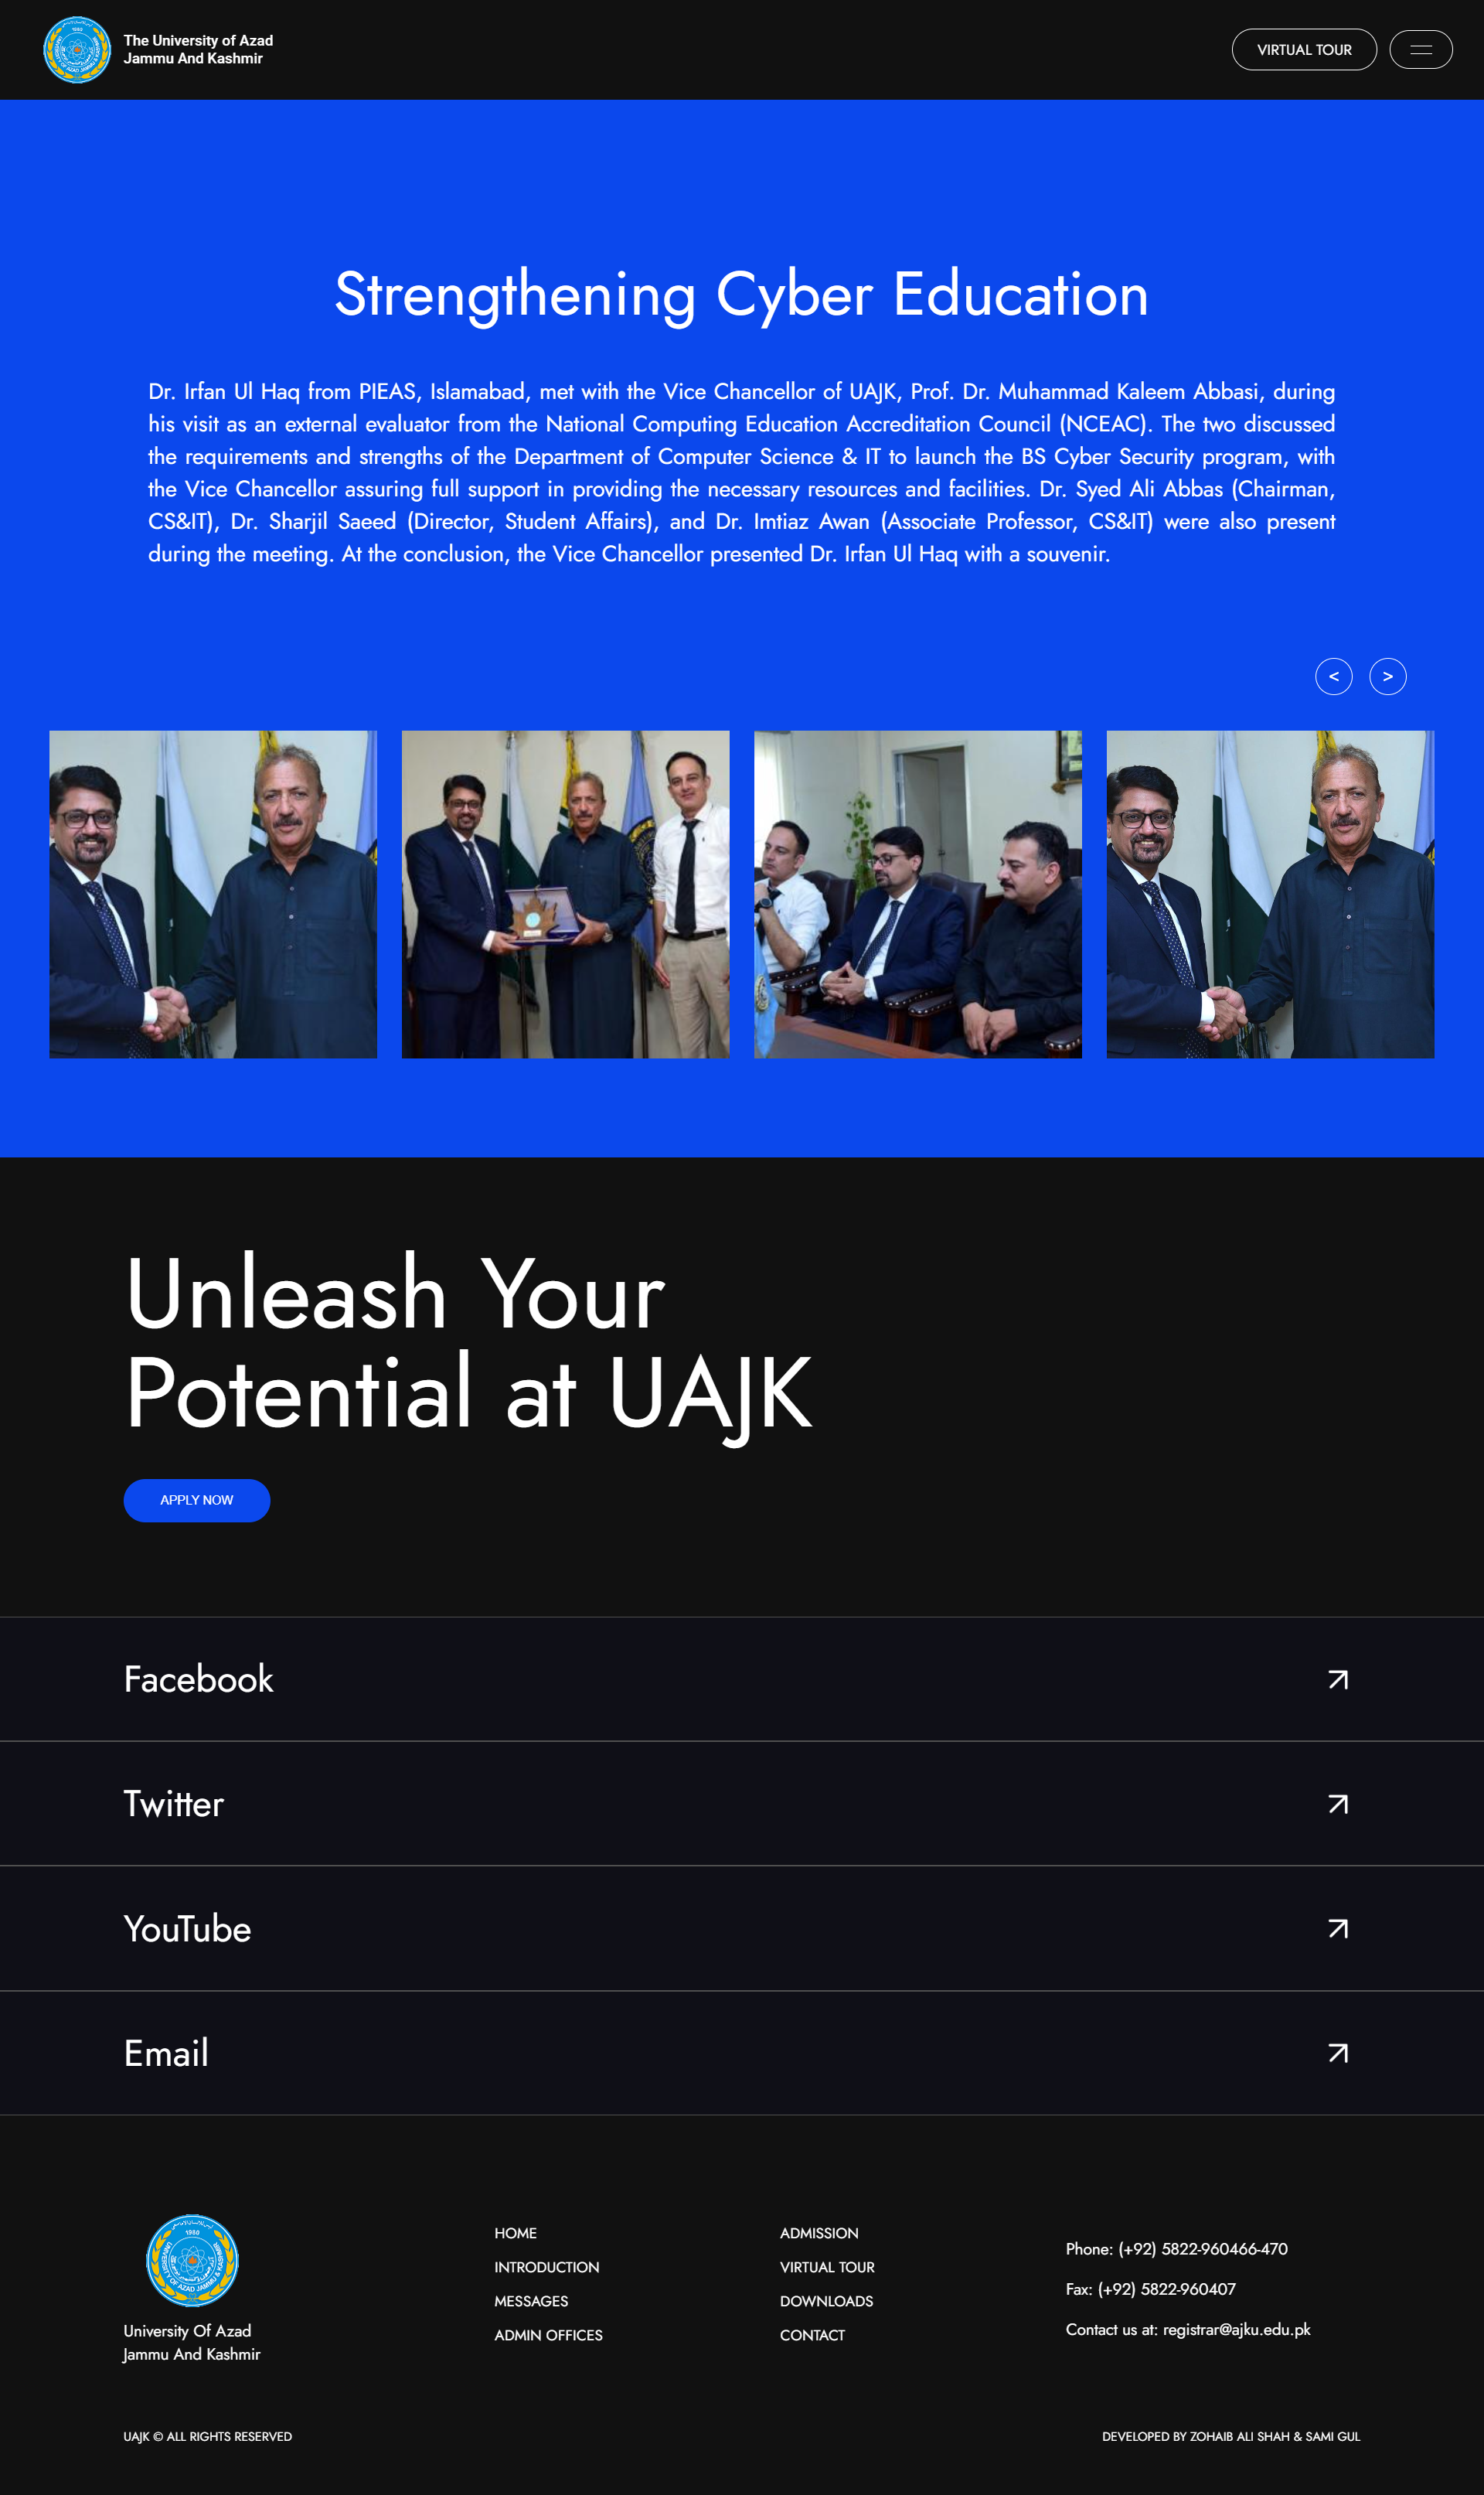 The University of Azad
Jammu And Kashmir
VIRTUAL TOUR
Strengthening Cyber Education
Dr. Irfan Ul Haq from PIEAS, Islamabad, met with the Vice Chancellor of UAJK, Prof. Dr. Muhammad Kaleem Abbasi, during
his visit as an external evaluator from the National Computing Education Accreditation Council (NCEAC). The two discussed
the requirements and strengths of the Department of Computer Science & IT to launch the BS Cyber Security program, with
the Vice Chancellor assuring full support in providing the necessary resources and facilities. Dr. Syed Ali Abbas (Chairman,
CS&IT), Dr. Sharjil Saeed (Director, Student Affairs), and Dr. Imtiaz Awan (Associate Professor, CS&IT) were also present
during the meeting. At the conclusion, the Vice Chancellor presented Dr. Irfan Ul Haq with a souvenir.
< >
Unleash Your
Potential at UAJK
APPLY NOW
Facebook
Twitter
YouTube
Email
1980
UNIVERSITY OF AZAD JAMMU & KASHMIR
University Of Azad
Jammu And Kashmir
HOME
INTRODUCTION
MESSAGES
ADMIN OFFICES
ADMISSION
VIRTUAL TOUR
DOWNLOADS
CONTACT
Phone: (+92) 5822-960466-470
Fax: (+92) 5822-960407
Contact us at: registrar@ajku.edu.pk
UAJK © ALL RIGHTS RESERVED
DEVELOPED BY ZOHAIB ALI SHAH & SAMI GUL